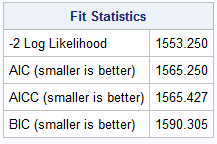 Fit Statistics
-2 Log Likelihood 1553.250
AIC (smaller is better) 1565.250
AICC (smaller is better) 1565.427
BIC (smaller is better) 1590.305